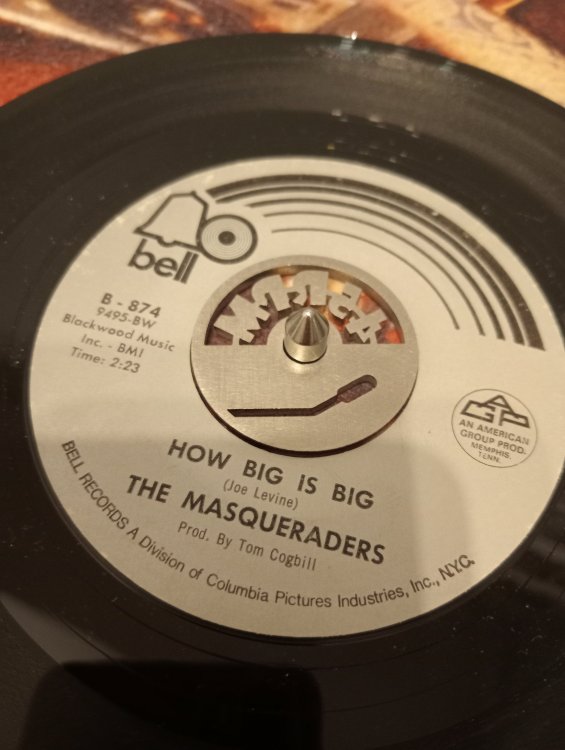 bell
B - 874
9495-BW
Blackwood Music
Inc. - BMI
Time: 2:23
AGP
AN AMERICAN
GROUP PROD.
MEMPHIS,
TENN.
HOW BIG IS BIG
(Joe Levine)
THE MASQUERADERS
Prod. By Tom Cogbill
BELL RECORDS A Division of Columbia Pictures Industries, Inc., N.Y.C.